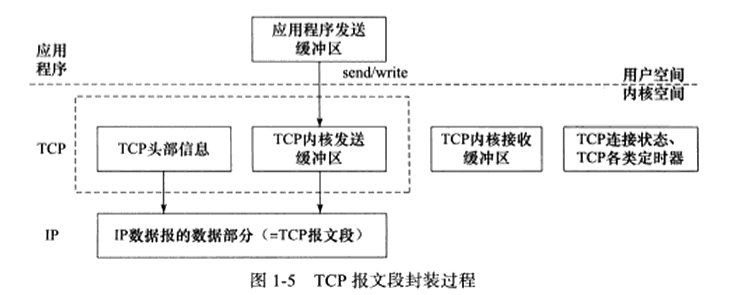 应用程序发送
缓冲区
应用
程序
send/write
用户空间
内核空间
TCP
TCP头部信息
TCP内核发送
缓冲区
TCP内核接收
缓冲区
TCP连接状态、
TCP各类定时器
IP
IP数据报的数据部分（=TCP报文段）
图 1-5 TCP 报文段封装过程